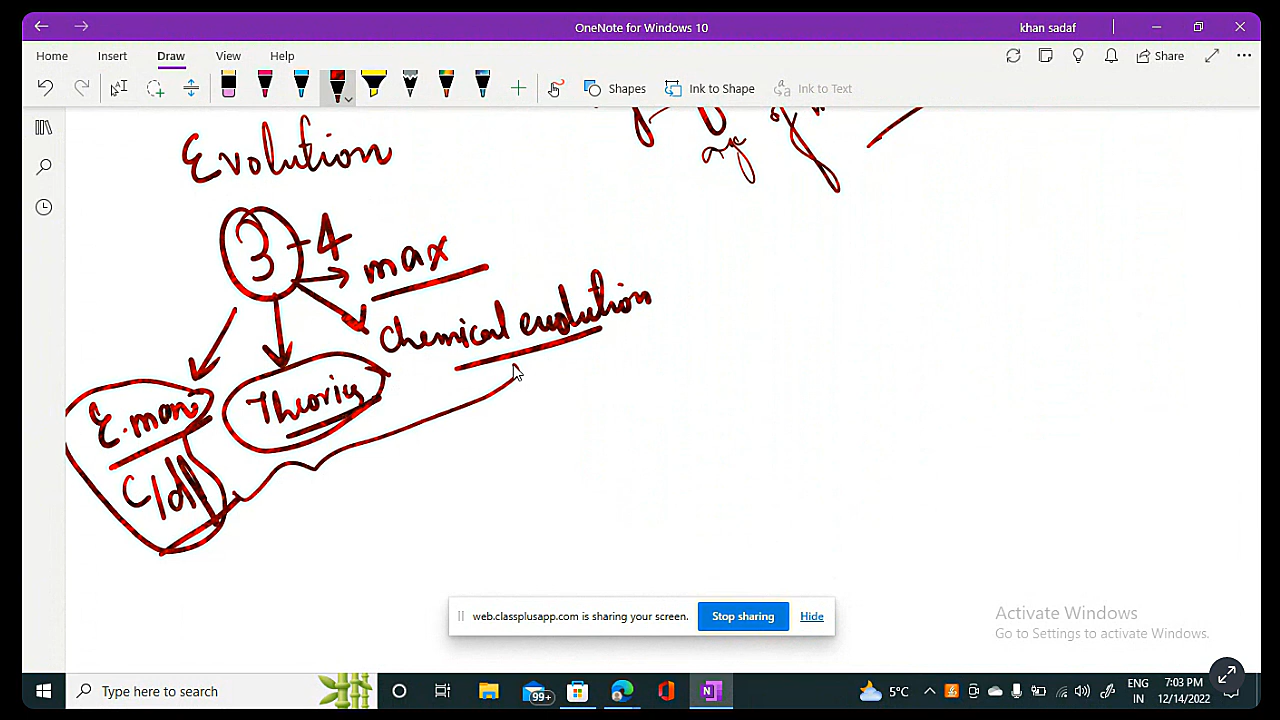 OneNote for Windows 10
khan sadaf
Home Insert Draw View Help
Share
Shapes Ink to Shape Ink to Text
Evolution
3-4
max
Chemical evolution
E.man Theories
web.classplusapp.com is sharing your screen. Stop sharing Hide
Activate Windows
Go to Settings to activate Windows.
Type here to search
99+
5°C
ENG
IN
7:03 PM
12/14/2022